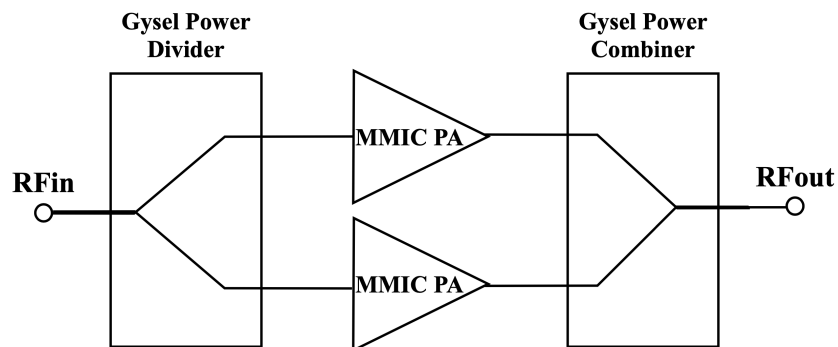 Gysel Power
Divider
Gysel Power
Combiner
MMIC PA
RFin
RFout
MMIC PA